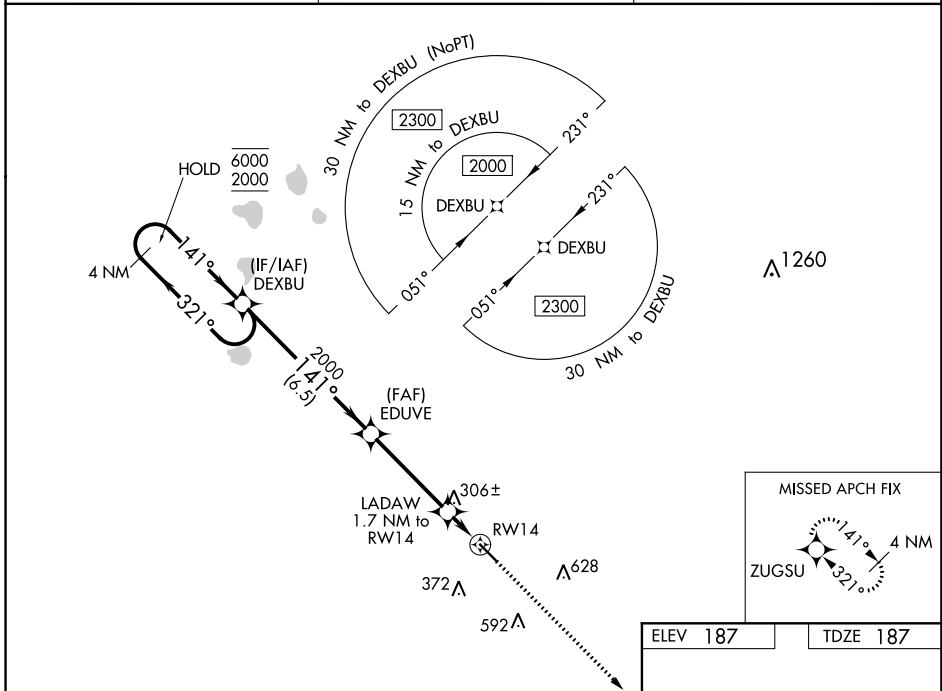 30 NM to DEXBU (NoPT)
2300
231°
15 NM to DEXBU
2000
DEXBU
051°
HOLD
6000
2000
141°
4 NM
321°
(IF/IAF)
DEXBU
231°
DEXBU
051°
2300
30 NM to DEXBU
1260
2000
141°
(6.5)
(FAF)
EDUVE
306±
LADAW
1.7 NM to
RW14
RW14
628
372
592
MISSED APCH FIX
141°
4 NM
ZUGSU
321°
ELEV 187
TDZE 187